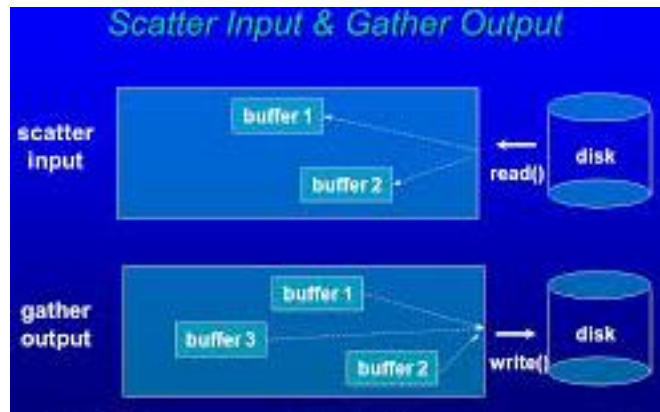 Scatter Input & Gather Output
scatter
input
buffer 1
buffer 2
read()
disk
gather
output
buffer 1
buffer 3
buffer 2
write()
disk